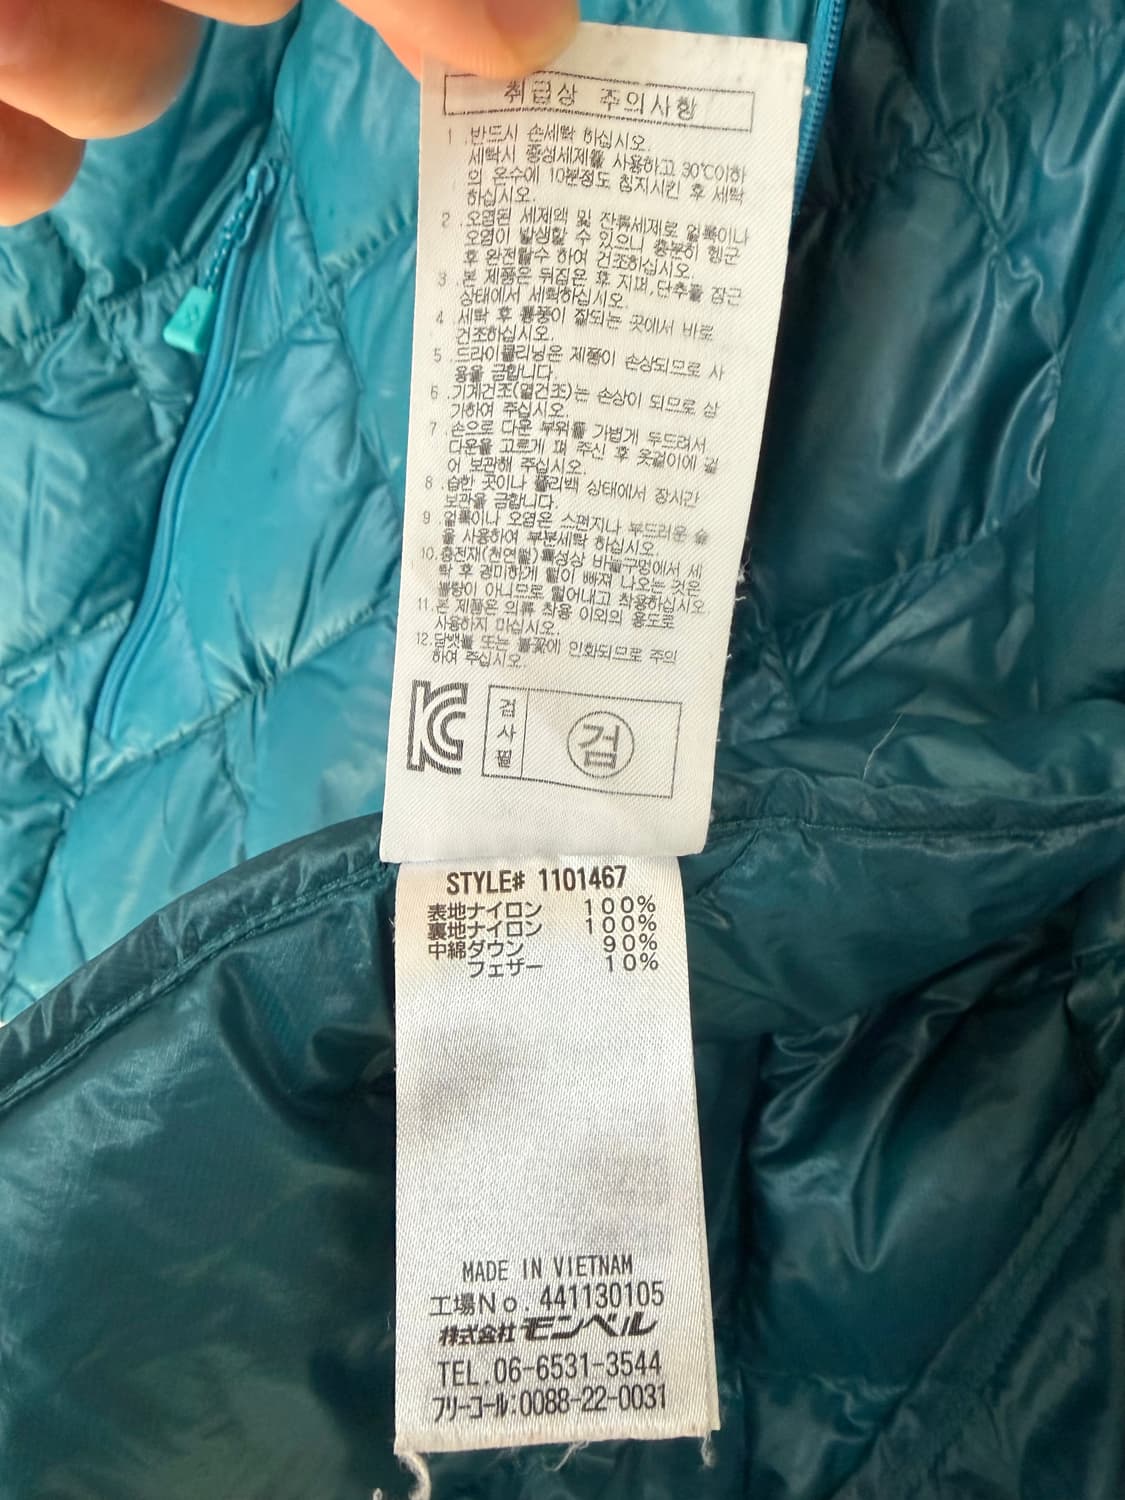 취급상 주의사항
1 .반드시 손세탁 하십시오.
세탁시 중성세제를 사용하고 30℃이하
의 온수에 10분정도 침지시킨 후 세탁
하십시오.
2 .오염된 세제액 및 잔류세제로 얼룩이나
오염이 발생할 수 있으니 충분히 헹군
후 완전탈수 하여 건조하십시오.
3 .본 제품은 뒤집은 후 지퍼,단추를 잠근
상태에서 세탁하십시오.
4 .세탁 후 통풍이 잘되는 곳에서 바로
건조하십시오.
5 .드라이클리닝은 제품이 손상되므로 사
용을 금합니다.
6 .기계건조(열건조)는 손상이 되므로 삼
가하여 주십시오.
7 .손으로 다운 부위를 가볍게 두드려서
다운을 고르게 펴 주신 후 옷걸이에 걸
어 보관해 주십시오.
8 .습한 곳이나 폴리백 상태에서 장시간
보관을 금합니다.
9 .얼룩이나 오염은 스펀지나 부드러운 솔
을 사용하여 부분세탁 하십시오.
10.충전재(천연털)특성상 바늘구멍에서 세
탁 후 경미하게 털이 빠져 나오는 것은
불량이 아니므로 털어내고 착용하십시오.
11.본 제품은 의류 착용 이외의 용도로
사용하지 마십시오.
12.담뱃불 또는 불꽃에 인화되므로 주의
하여 주십시오.
KC 검사필 검
STYLE# 1101467
表地ナイロン 100%
裏地ナイロン 100%
中綿ダウン 90%
フェザー 10%
MADE IN VIETNAM
工場No.441130105
株式会社モンベル
TEL.06-6531-3544
フリーコール:0088-22-0031